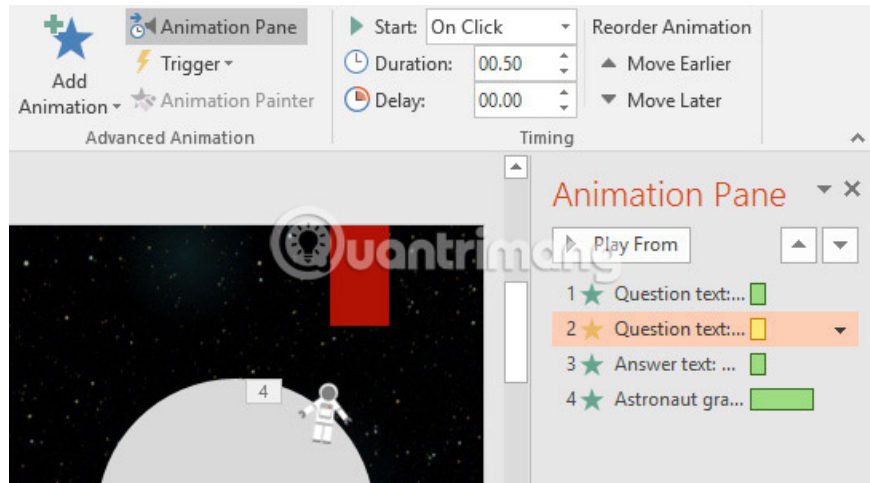 Animation Pane
Start: On Click
Reorder Animation
Trigger
Duration: 00.50
Move Earlier
Add
Animation
Animation Painter
Delay: 00.00
Move Later
Advanced Animation
Timing
Animation Pane
Play From
Quantrimang
1 Question text:...
2 Question text:...
3 Answer text: ...
4 Astronaut gra...
4